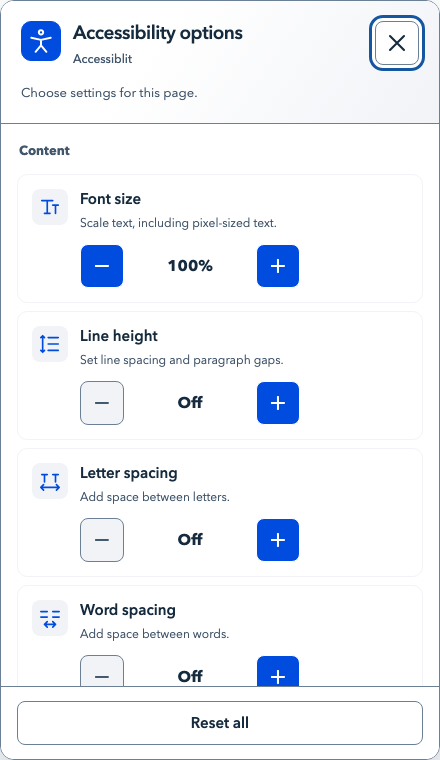 Accessibility options
Accessiblit
Choose settings for this page.
Content
Font size
Scale text, including pixel-sized text.
100%
Line height
Set line spacing and paragraph gaps.
Off
Letter spacing
Add space between letters.
Off
Word spacing
Add space between words.
Off
Reset all